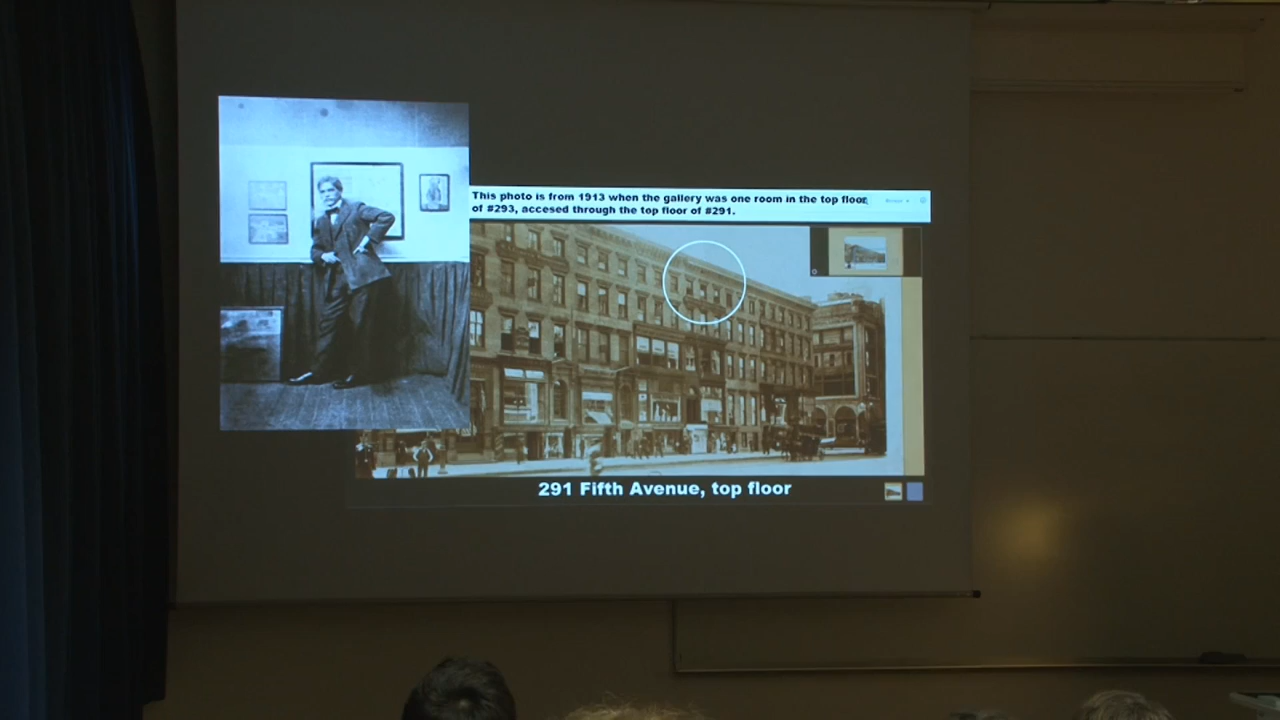 This photo is from 1913 when the gallery was one room in the top floor
of #293, accesed through the top floor of #291.
291 Fifth Avenue, top floor